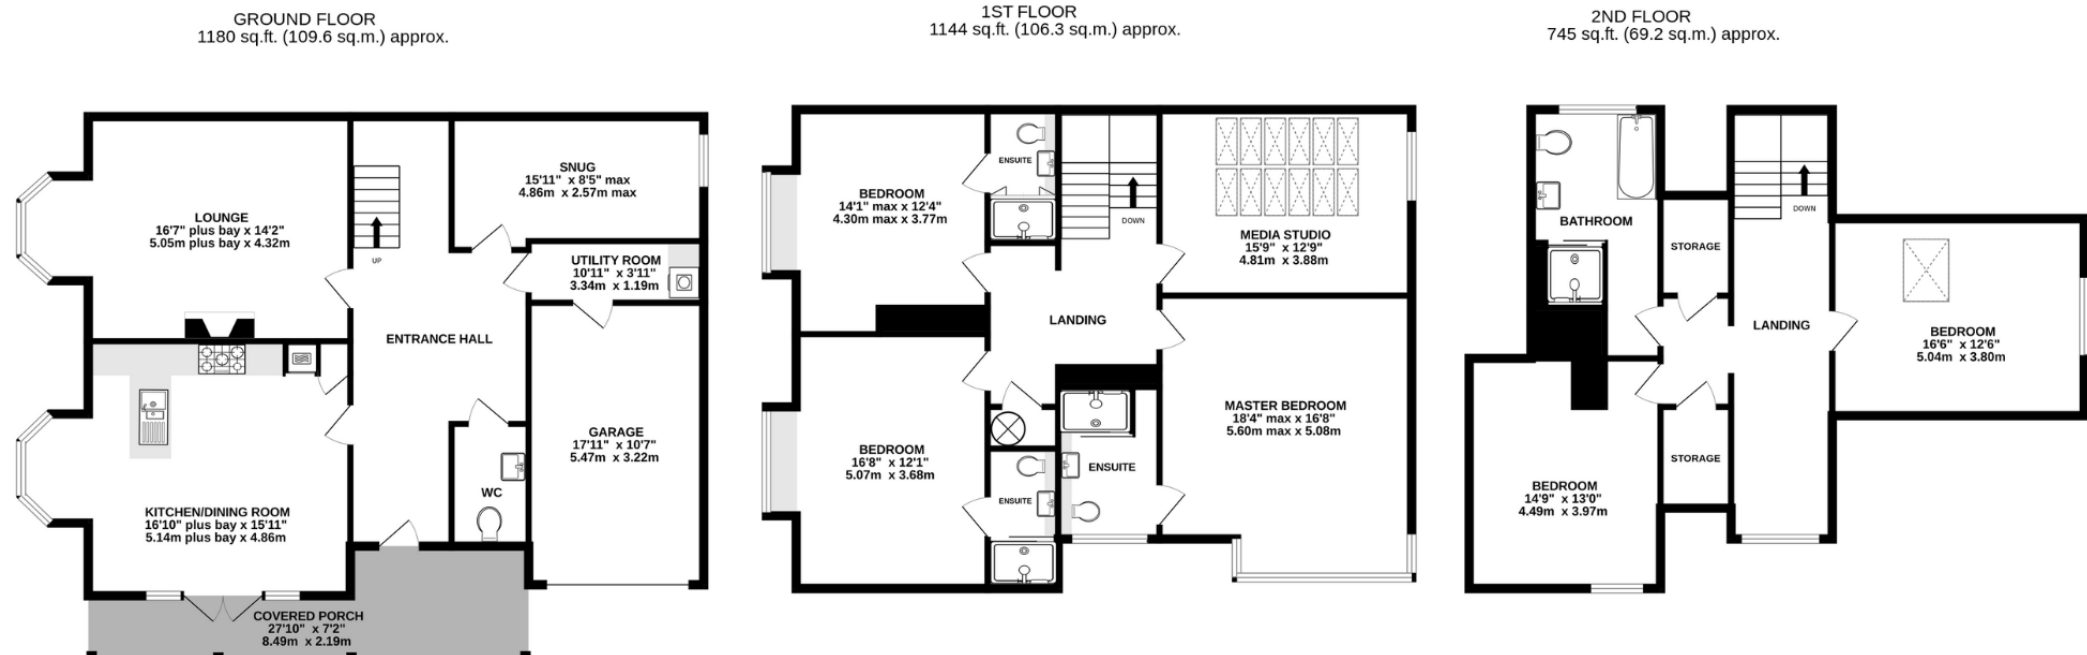 GROUND FLOOR
1180 sq.ft. (109.6 sq.m.) approx.
LOUNGE
16'7" plus bay x 14'2"
5.05m plus bay x 4.32m
UP
SNUG
15'11" x 8'5" max
4.86m x 2.57m max
UTILITY ROOM
10'11" x 3'11"
3.34m x 1.19m
ENTRANCE HALL
GARAGE
17'11" x 10'7"
5.47m x 3.22m
WC
KITCHEN/DINING ROOM
16'10" plus bay x 15'11"
5.14m plus bay x 4.86m
COVERED PORCH
27'10" x 7'2"
8.49m x 2.19m
1ST FLOOR
1144 sq.ft. (106.3 sq.m.) approx.
BEDROOM
14'1" max x 12'4"
4.30m max x 3.77m
ENSUITE
DOWN
MEDIA STUDIO
15'9" x 12'9"
4.81m x 3.88m
LANDING
MASTER BEDROOM
18'4" max x 16'8"
5.60m max x 5.08m
BEDROOM
16'8" x 12'1"
5.07m x 3.68m
ENSUITE
ENSUITE
2ND FLOOR
745 sq.ft. (69.2 sq.m.) approx.
BATHROOM
STORAGE
DOWN
LANDING
BEDROOM
16'6" x 12'6"
5.04m x 3.80m
STORAGE
BEDROOM
14'9" x 13'0"
4.49m x 3.97m